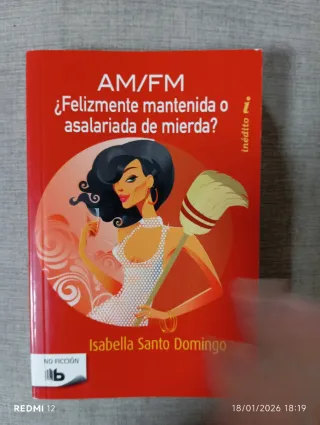 AM/FM
¿Felizmente mantenida o
asalariada de mierda?
inédito
Isabella Santo Domingo
NO FICCIÓN
b
REDMI 12
18/01/2026 18:19